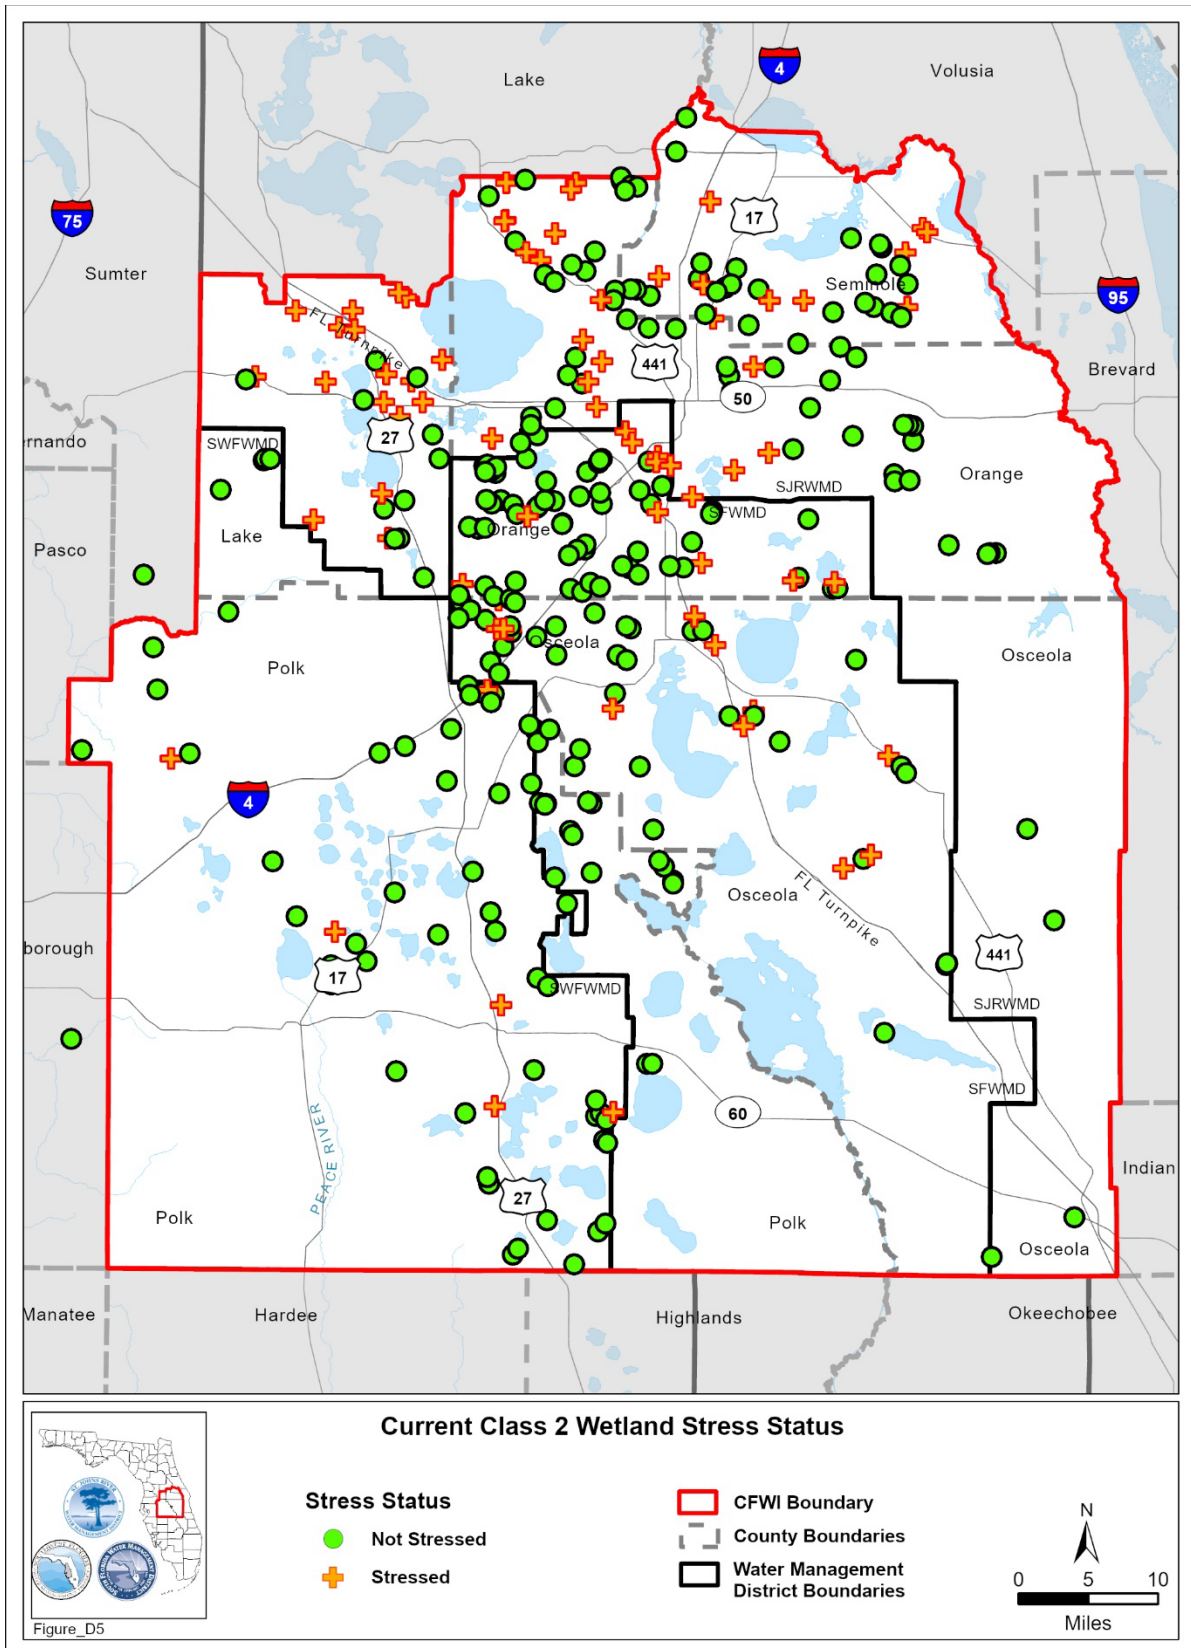 Lake
Volusia
4
17
75
Sumter
Seminole
95
FL Turnpike
441
Brevard
50
ernando
SWFWMD
27
Orange
SJRWMD
SFWMD
Lake
Orange
Pasco
Osceola
Osceola
Polk
4
Osceola
FL Turnpike
borough
17
441
SWFWMD
SJRWMD
SFWMD
60
PEACE RIVER
Indian
27
Polk
Polk
Osceola
Manatee
Hardee
Highlands
Okeechobee
Current Class 2 Wetland Stress Status
Stress Status
Not Stressed
Stressed
CFWI Boundary
County Boundaries
Water Management
District Boundaries
N
0 5 10
Miles
Figure_D5